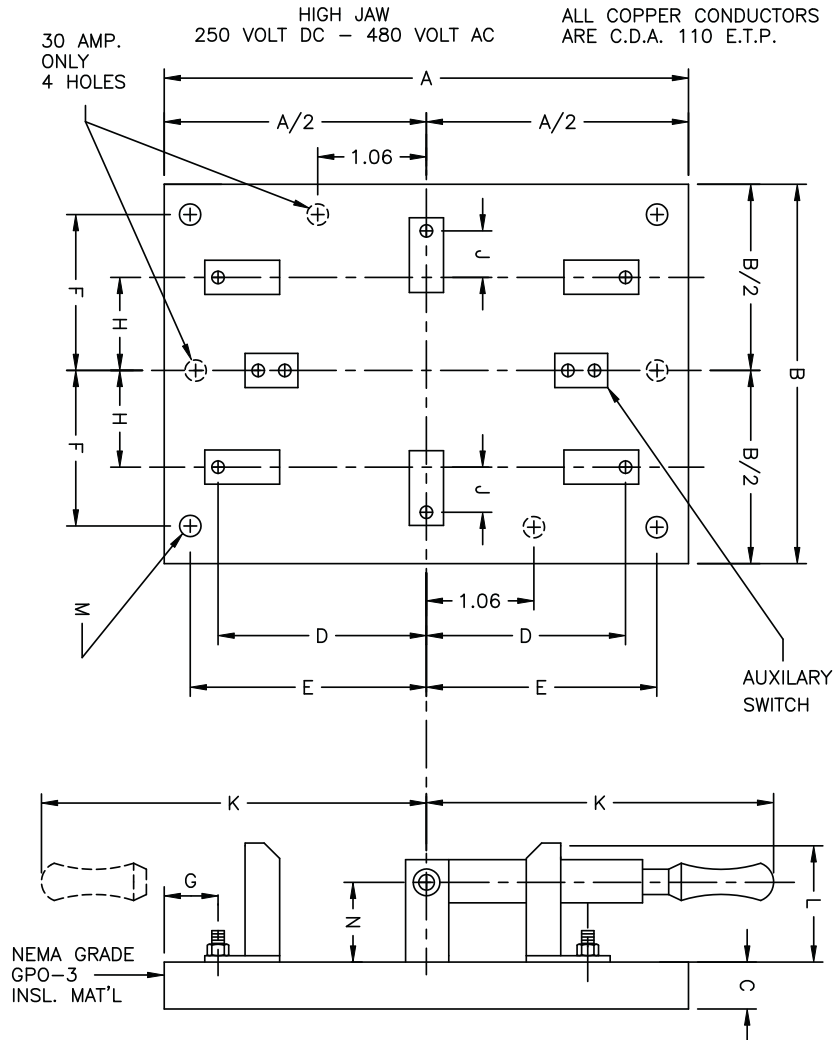 HIGH JAW
250 VOLT DC – 480 VOLT AC
ALL COPPER CONDUCTORS
ARE C.D.A. 110 E.T.P.
30 AMP.
ONLY
4 HOLES
A
A/2
A/2
1.06
J
F
H
B/2
B
H
F
J
B/2
M
1.06
D
D
E
E
AUXILARY
SWITCH
K
K
G
N
L
C
NEMA GRADE
GPO–3
INSL. MAT'L